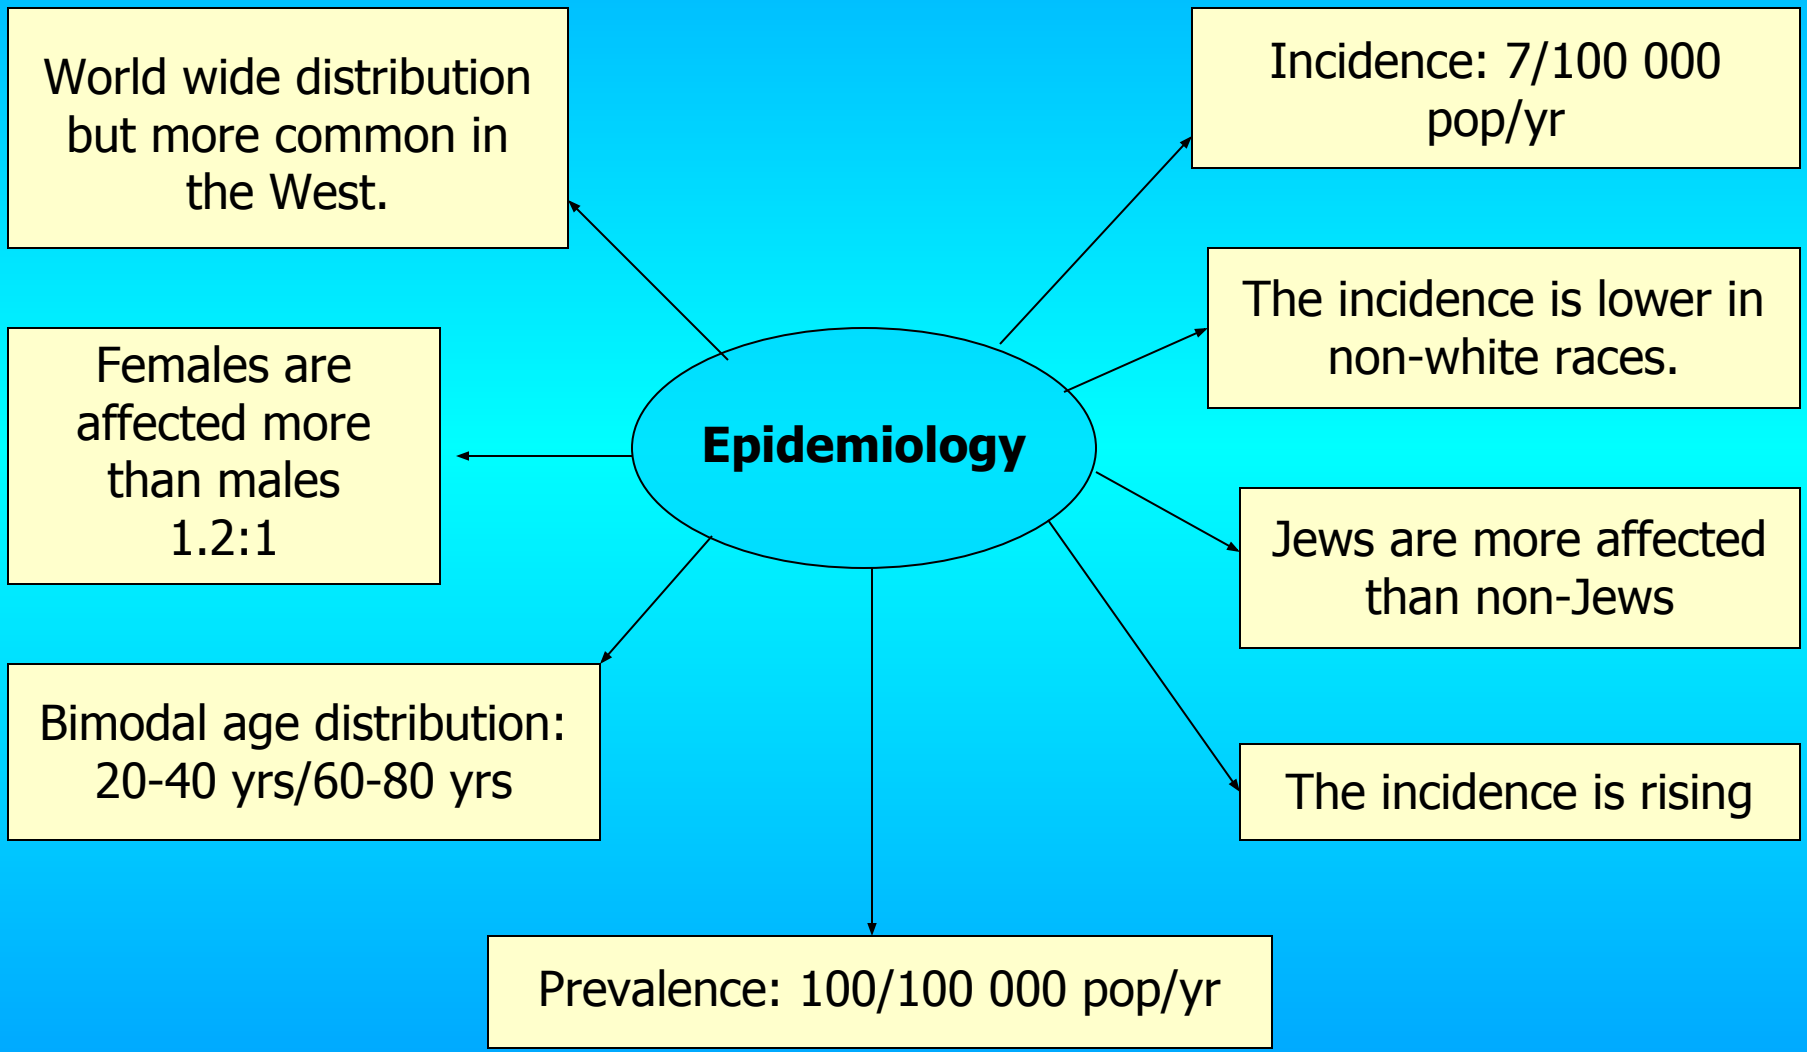 World wide distribution
but more common in
the West.
Incidence: 7/100 000
pop/yr
The incidence is lower in
non-white races.
Females are
affected more
than males
1.2:1
Epidemiology
Jews are more affected
than non-Jews
Bimodal age distribution:
20-40 yrs/60-80 yrs
The incidence is rising
Prevalence: 100/100 000 pop/yr